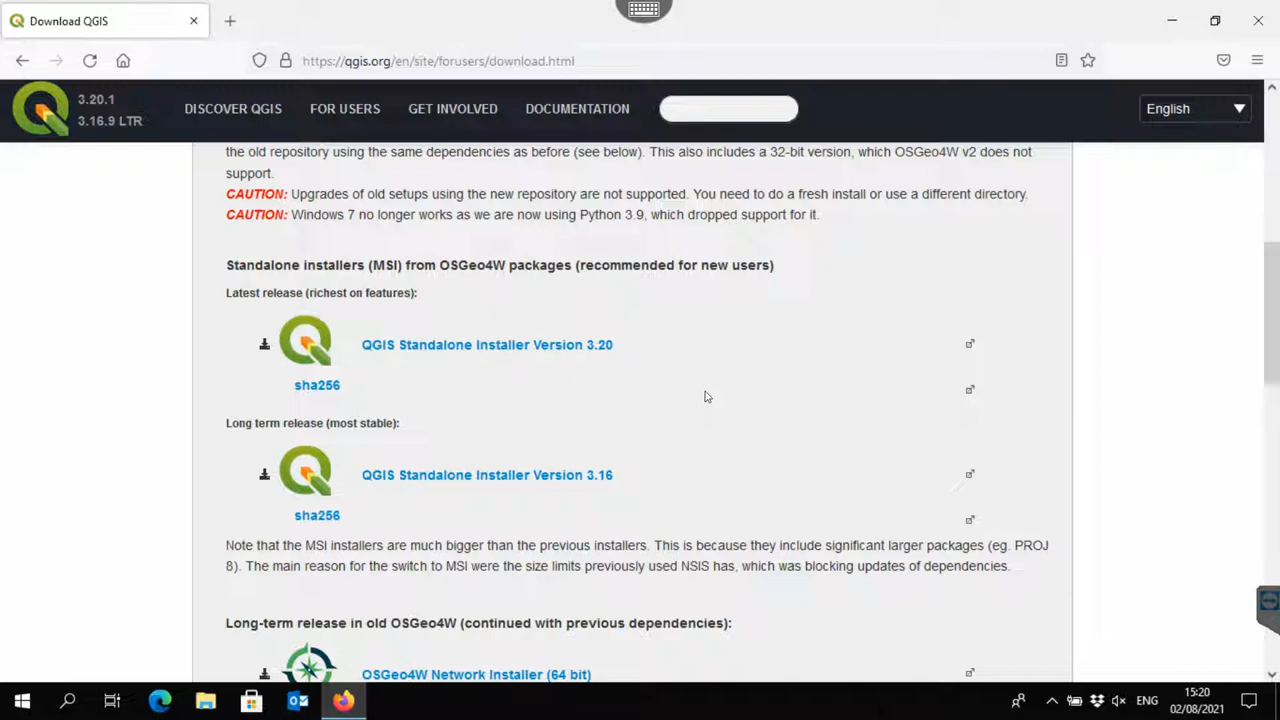 Download QGIS
https://qgis.org/en/site/forusers/download.html
3.20.1
3.16.9 LTR
DISCOVER QGIS
FOR USERS
GET INVOLVED
DOCUMENTATION
English
the old repository using the same dependencies as before (see below). This also includes a 32-bit version, which OSGeo4W v2 does not
support.
CAUTION: Upgrades of old setups using the new repository are not supported. You need to do a fresh install or use a different directory.
CAUTION: Windows 7 no longer works as we are now using Python 3.9, which dropped support for it.
Standalone installers (MSI) from OSGeo4W packages (recommended for new users)
Latest release (richest on features):
QGIS Standalone Installer Version 3.20
sha256
Long term release (most stable):
QGIS Standalone Installer Version 3.16
sha256
Note that the MSI installers are much bigger than the previous installers. This is because they include significant larger packages (eg. PROJ
8). The main reason for the switch to MSI were the size limits previously used NSIS has, which was blocking updates of dependencies.
Long-term release in old OSGeo4W (continued with previous dependencies):
OSGeo4W Network Installer (64 bit)
ENG
15:20
02/08/2021